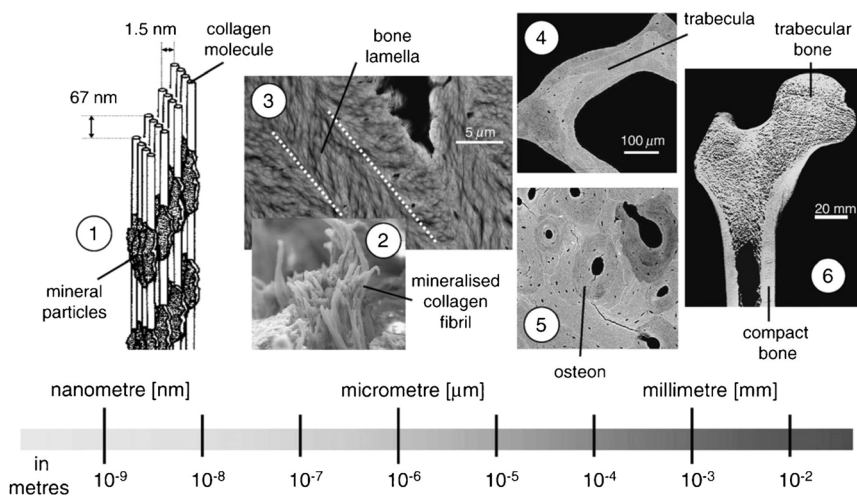 1.5 nm
collagen
molecule
67 nm
1
mineral
particles
bone
lamella
3
5 μm
2
mineralised
collagen
fibril
4
trabecula
100 μm
5
osteon
trabecular
bone
20 mm
6
compact
bone
nanometre [nm]
micrometre [μm]
millimetre [mm]
in
metres
10⁻⁹
10⁻⁸
10⁻⁷
10⁻⁶
10⁻⁵
10⁻⁴
10⁻³
10⁻²